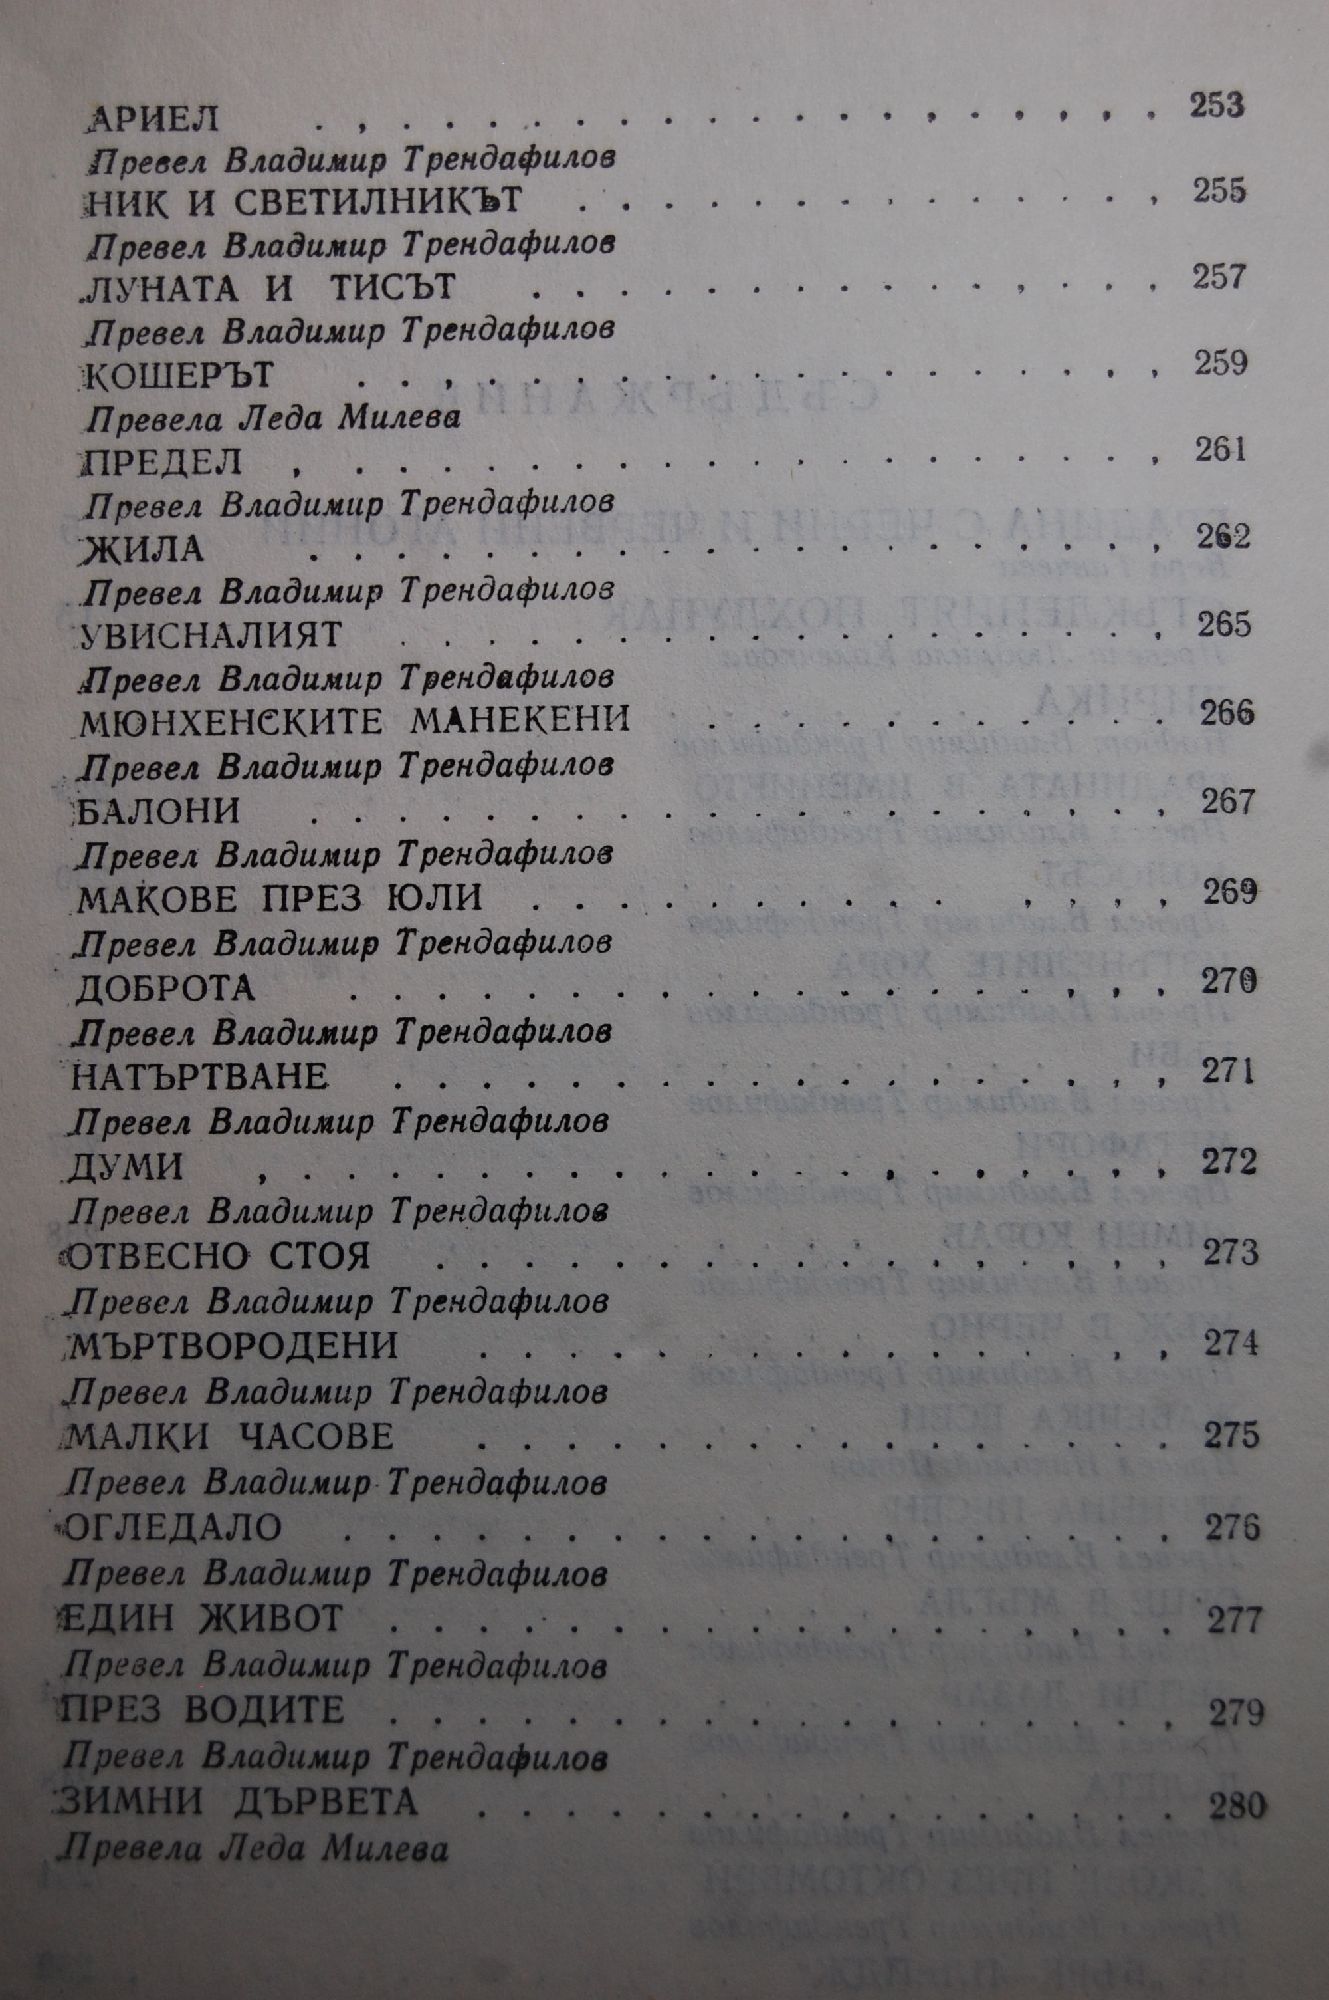 АРИЕЛ . . . . . . . . . . . . . . . . . . . . 253
Превел Владимир Трендафилов
НИК И СВЕТИЛНИКЪТ . . . . . . . . . . . . . . 255
Превел Владимир Трендафилов
ЛУНАТА И ТИСЪТ . . . . . . . . . . . . . . . 257
Превел Владимир Трендафилов
КОШЕРЪТ . . . . . . . . . . . . . . . . . . . 259
Превела Леда Милева
ПРЕДЕЛ . . . . . . . . . . . . . . . . . . . . 261
Превел Владимир Трендафилов
ЖИЛА . . . . . . . . . . . . . . . . . . . . 262
Превел Владимир Трендафилов
УВИСНАЛИЯТ . . . . . . . . . . . . . . . . . . 265
Превел Владимир Трендафилов
МЮНХЕНСКИТЕ МАНЕКЕНИ . . . . . . . . . . . 266
Превел Владимир Трендафилов
БАЛОНИ . . . . . . . . . . . . . . . . . . . . 267
Превел Владимир Трендафилов
МАКОВЕ ПРЕЗ ЮЛИ . . . . . . . . . . . . . . 269
Превел Владимир Трендафилов
ДОБРОТА . . . . . . . . . . . . . . . . . . . 270
Превел Владимир Трендафилов
НАТЪРТВАНЕ . . . . . . . . . . . . . . . . . . 271
Превел Владимир Трендафилов
ДУМИ . . . . . . . . . . . . . . . . . . . . . 272
Превел Владимир Трендафилов
ОТВЕСНО СТОЯ . . . . . . . . . . . . . . . . . 273
Превел Владимир Трендафилов
МЪРТВОРОДЕНИ . . . . . . . . . . . . . . . . 274
Превел Владимир Трендафилов
МАЛКИ ЧАСОВЕ . . . . . . . . . . . . . . . . 275
Превел Владимир Трендафилов
ОГЛЕДАЛО . . . . . . . . . . . . . . . . . . . 276
Превел Владимир Трендафилов
ЕДИН ЖИВОТ . . . . . . . . . . . . . . . . . . 277
Превел Владимир Трендафилов
ПРЕЗ ВОДИТЕ . . . . . . . . . . . . . . . . . . 279
Превел Владимир Трендафилов
ЗИМНИ ДЪРВЕТА . . . . . . . . . . . . . . . . 280
Превела Леда Милева